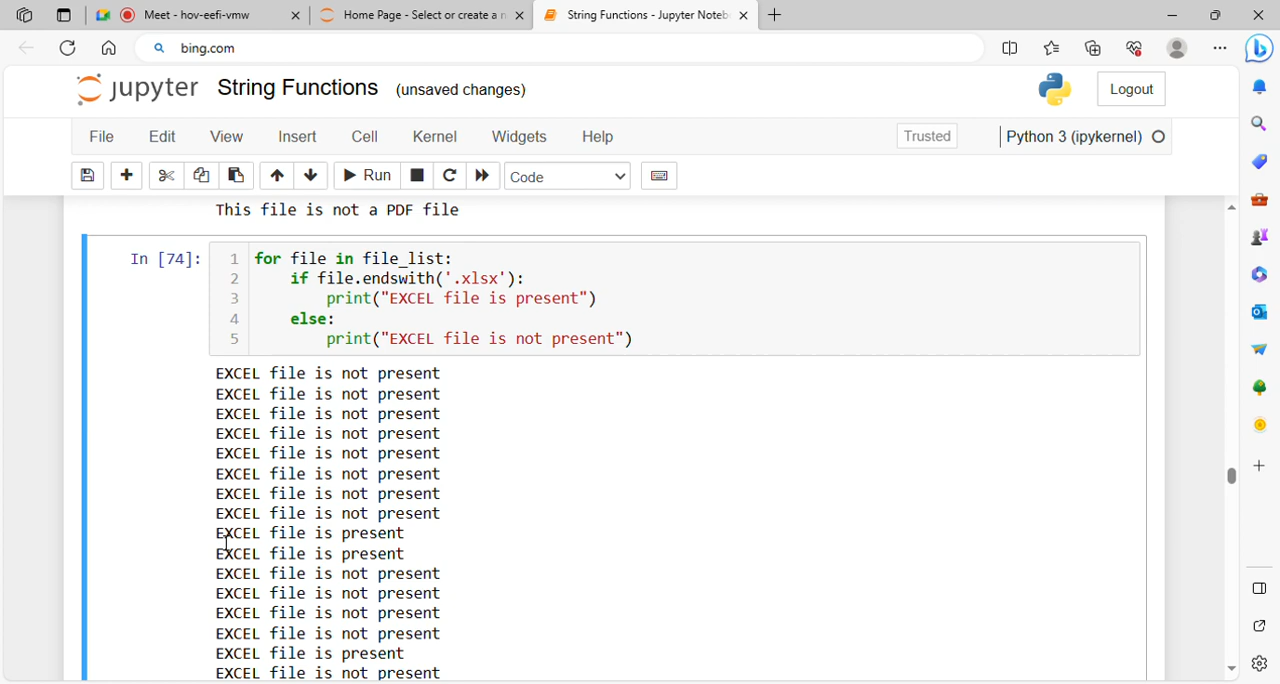 Meet - hov-eefi-vmw
Home Page - Select or create a n
String Functions - Jupyter Noteb
bing.com
jupyter String Functions (unsaved changes)
Logout
File Edit View Insert Cell Kernel Widgets Help
Trusted
Python 3 (ipykernel)
Run
Code
This file is not a PDF file
In [74]:
1 for file in file_list:
2     if file.endswith('.xlsx'):
3         print("EXCEL file is present")
4     else:
5         print("EXCEL file is not present")
EXCEL file is not present
EXCEL file is not present
EXCEL file is not present
EXCEL file is not present
EXCEL file is not present
EXCEL file is not present
EXCEL file is not present
EXCEL file is not present
EXCEL file is present
EXCEL file is present
EXCEL file is not present
EXCEL file is not present
EXCEL file is not present
EXCEL file is not present
EXCEL file is present
EXCEL file is not present